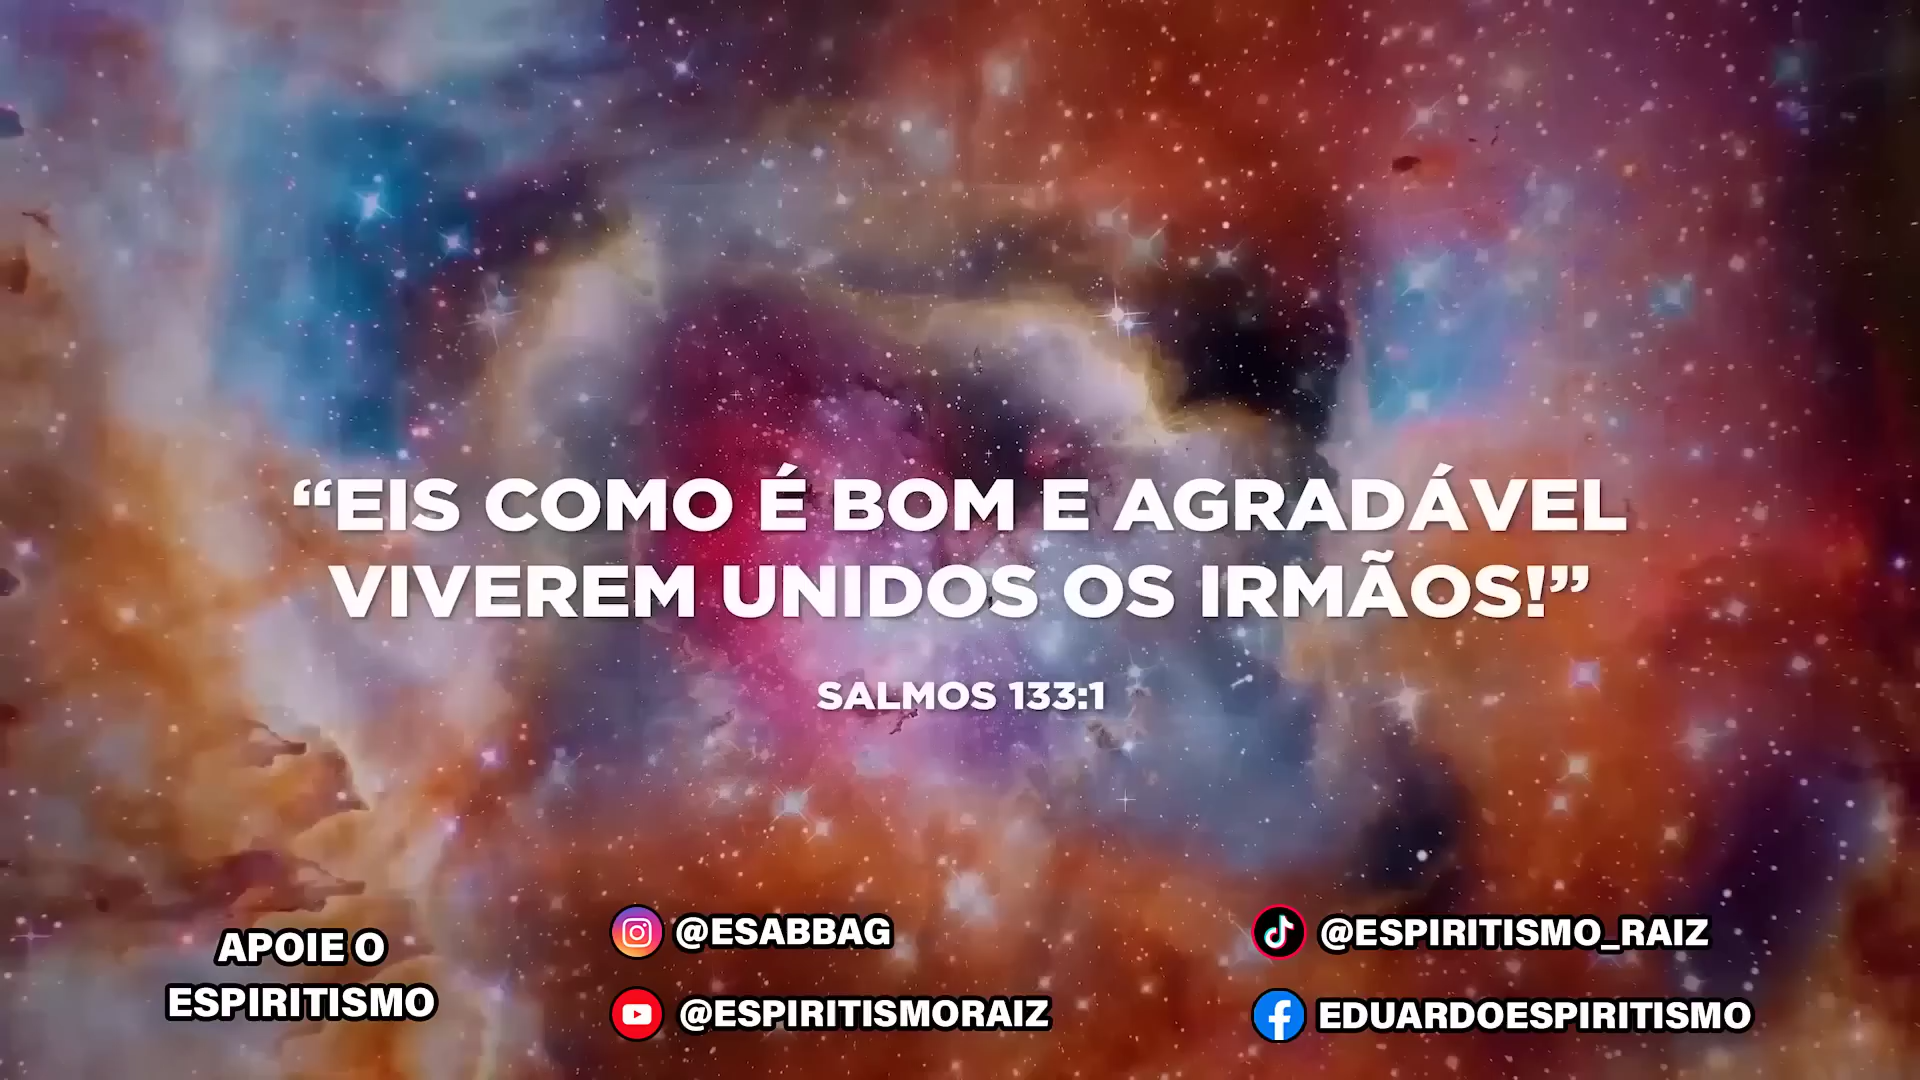 “EIS COMO É BOM E AGRADÁVEL
VIVEREM UNIDOS OS IRMÃOS!”
SALMOS 133:1
APOIE O
ESPIRITISMO
@ESABBAG
@ESPIRITISMORAIZ
@ESPIRITISMO_RAIZ
EDUARDOESPIRITISMO